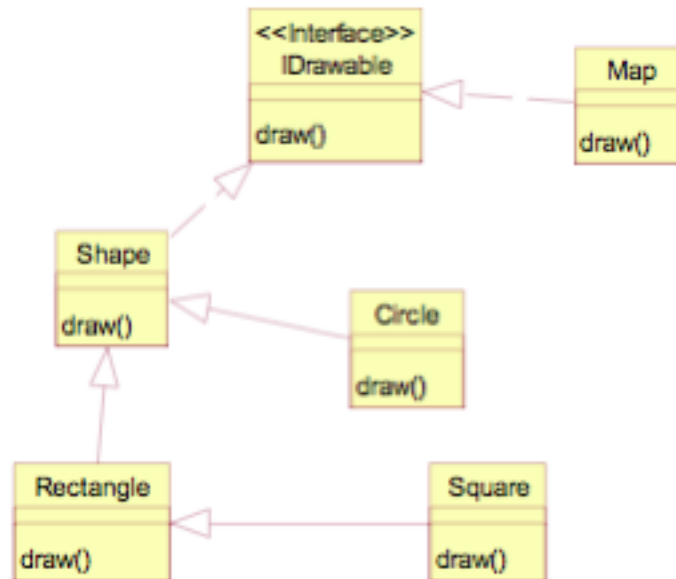 <<Interface>>
IDrawable
draw()
Map
draw()
Shape
draw()
Circle
draw()
Rectangle
draw()
Square
draw()